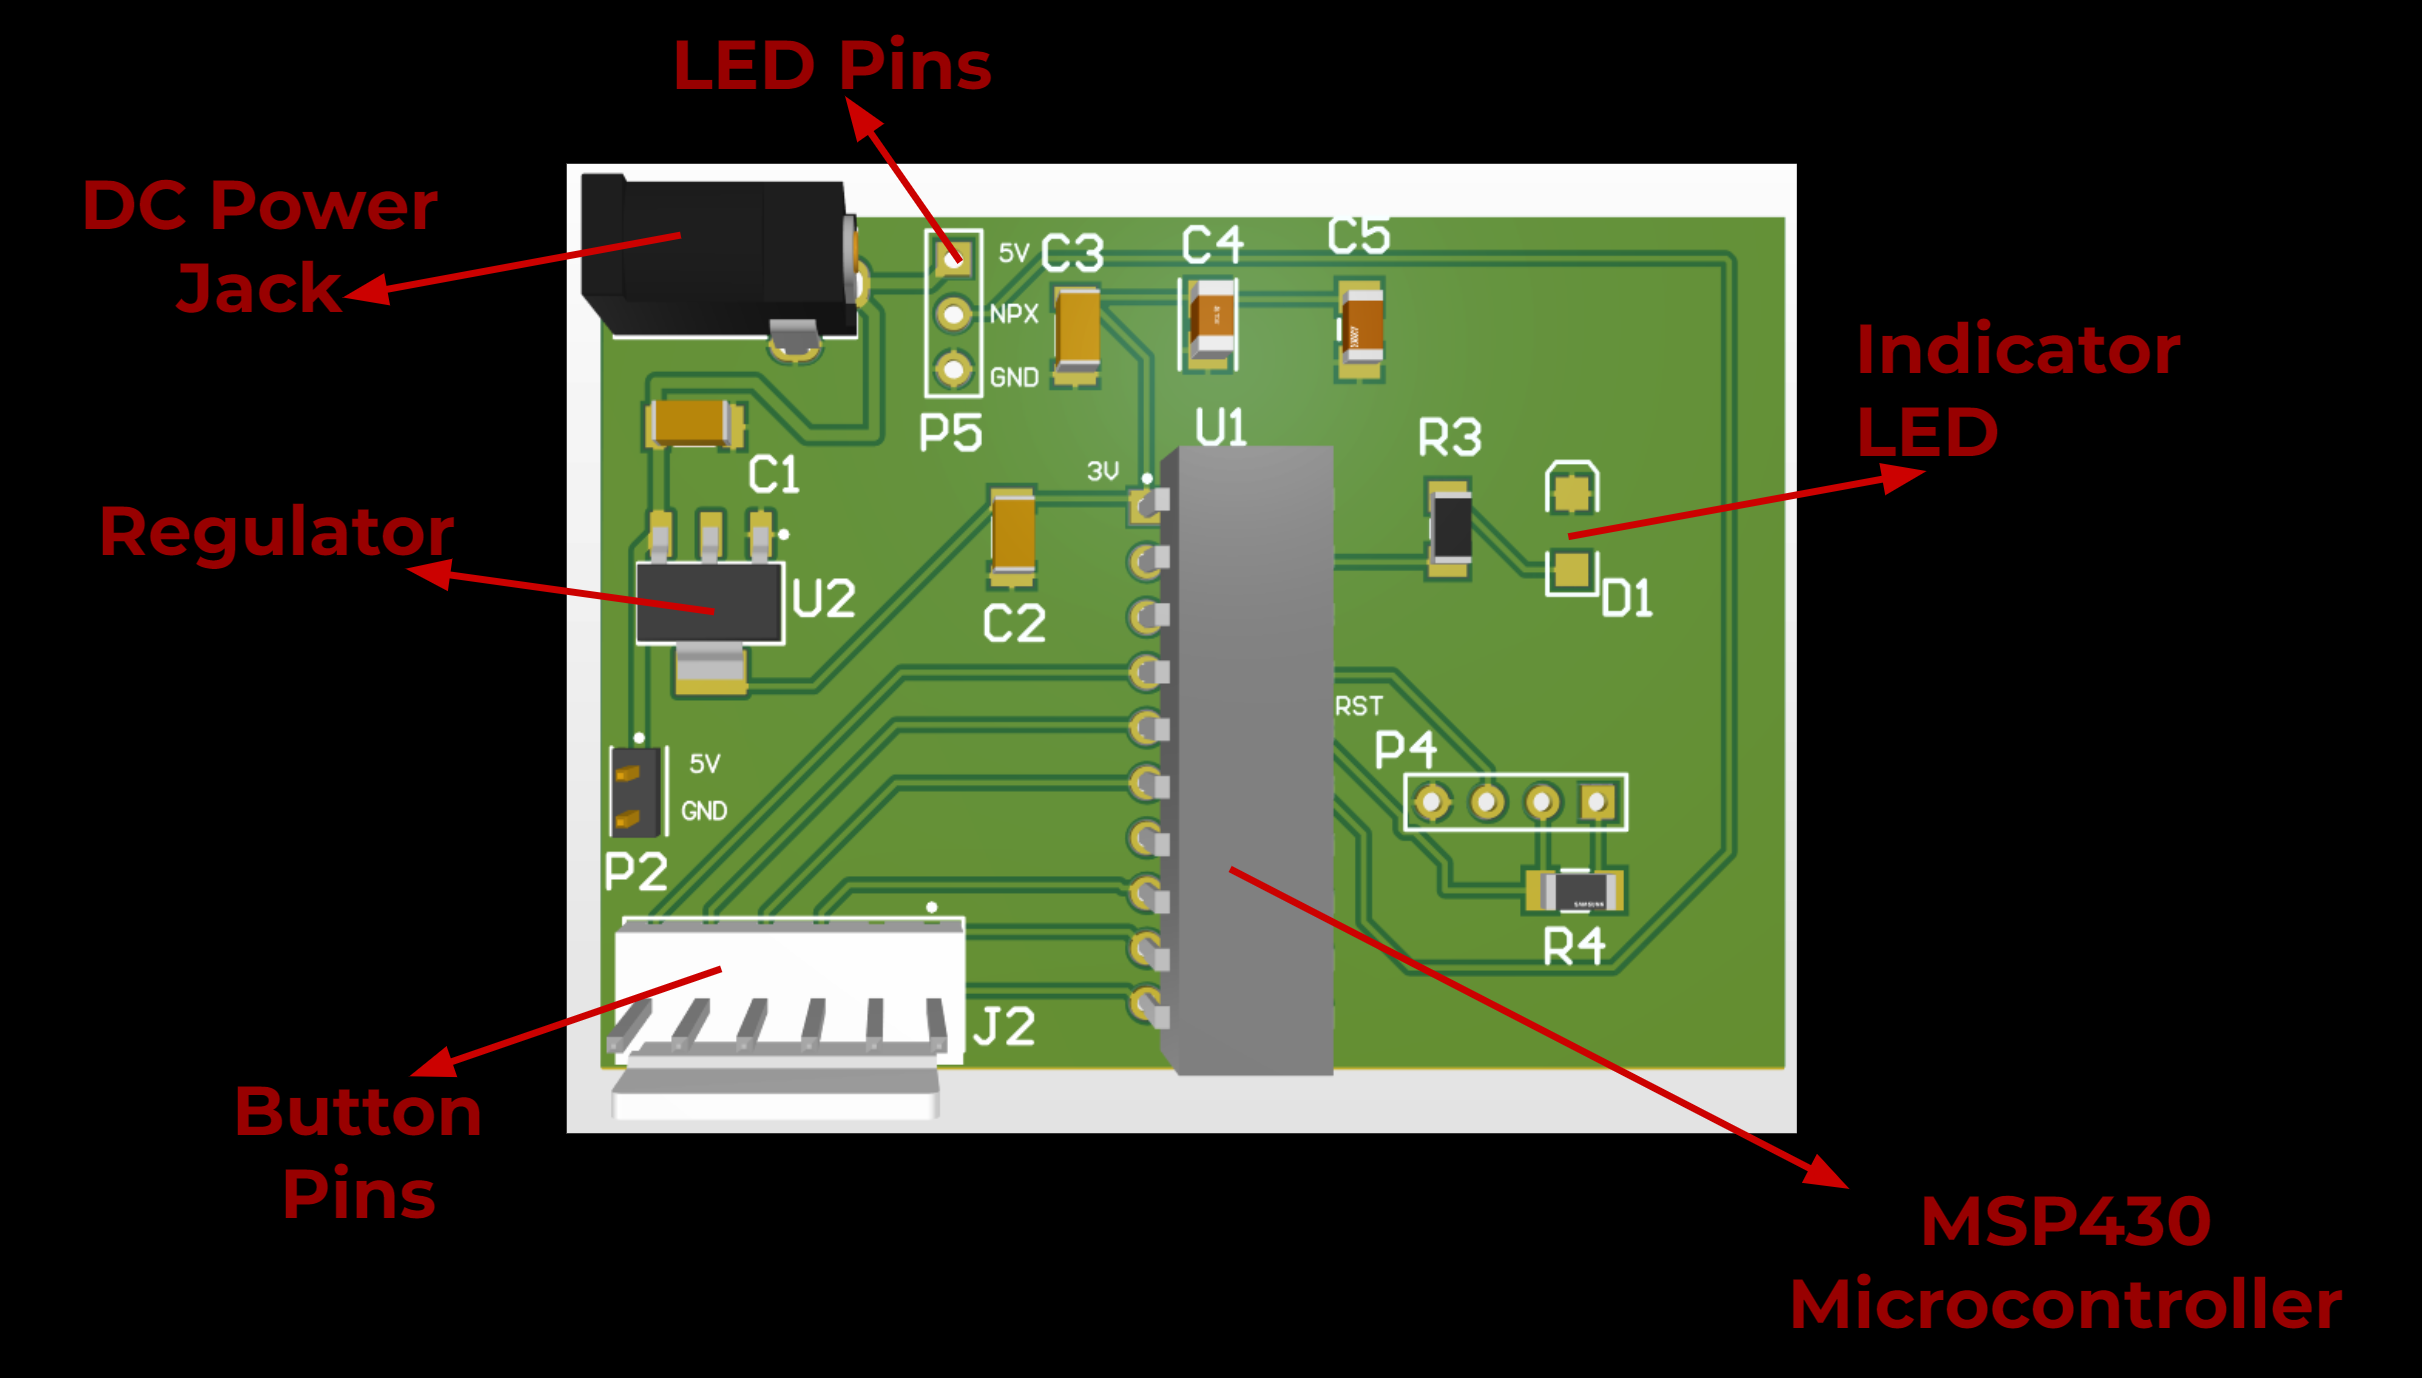 LED Pins
DC Power
Jack
Indicator
LED
Regulator
Button
Pins
MSP430
Microcontroller
5V
NPX
GND
P5
C3
C4
C5
C1
U2
C2
3V
U1
R3
D1
RST
P4
R4
5V
GND
P2
J2
SAMSUNG